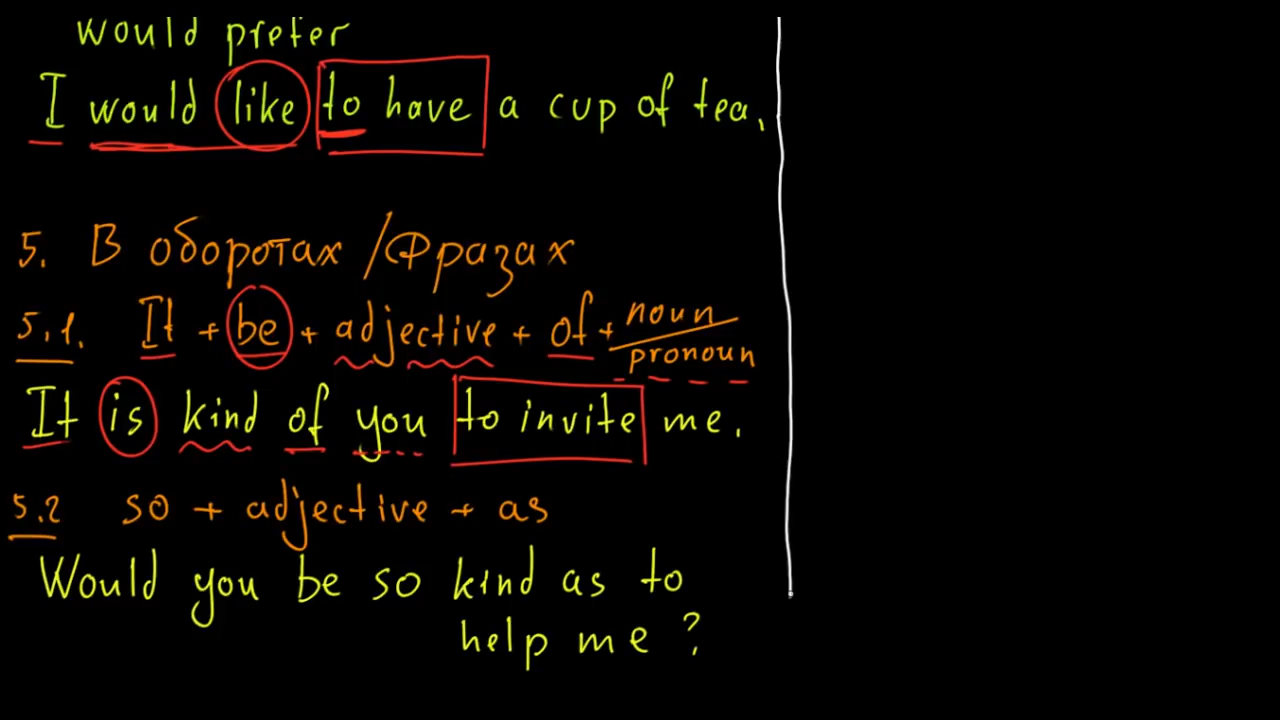 would prefer
I would like to have a cup of tea.
5. В оборотах / Фразах
5.1. It + be + adjective + of + noun / pronoun
It is kind of you to invite me.
5.2 so + adjective + as
Would you be so kind as to
help me?